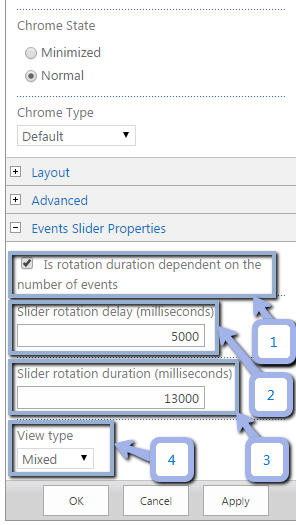 Chrome State
Minimized
Normal
Chrome Type
Default
Layout
Advanced
Events Slider Properties
Is rotation duration dependent on the
number of events
1
Slider rotation delay (milliseconds)
5000
2
Slider rotation duration (milliseconds)
13000
3
View type
Mixed
4
OK
Cancel
Apply